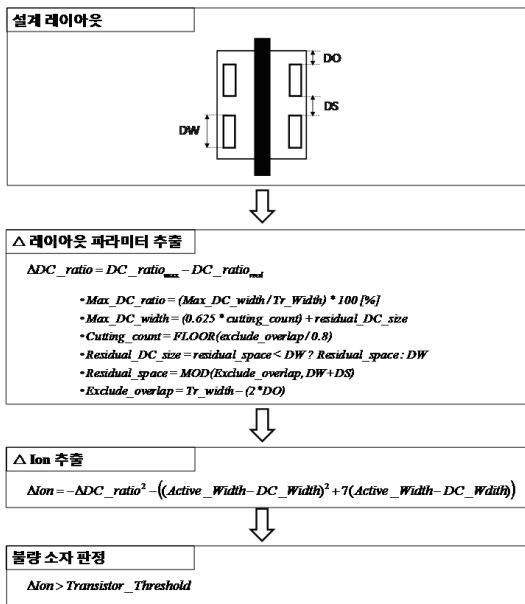 설계 레이아웃
DO
DS
DW
△ 레이아웃 파라미터 추출
ΔDC_ratio = DC_ratio_max - DC_ratio_real
•Max_DC_ratio = (Max_DC_width / Tr_Width) * 100 [%]
•Max_DC_width = (0.625 * cutting_count) + residual_DC_size
•Cutting_count = FLOOR(exclude_overlap / 0.8)
•Residual_DC_size = residual_space < DW ? Residual_space : DW
•Residual_space = MOD(Exclude_overlap, DW + DS)
•Exclude_overlap = Tr_width - (2 * DO)
△ Ion 추출
ΔIon = -ΔDC_ratio² - ((Active_Width - DC_Width)² + 7(Active_Width - DC_Wdith))
불량 소자 판정
ΔIon > Transistor_Threshold